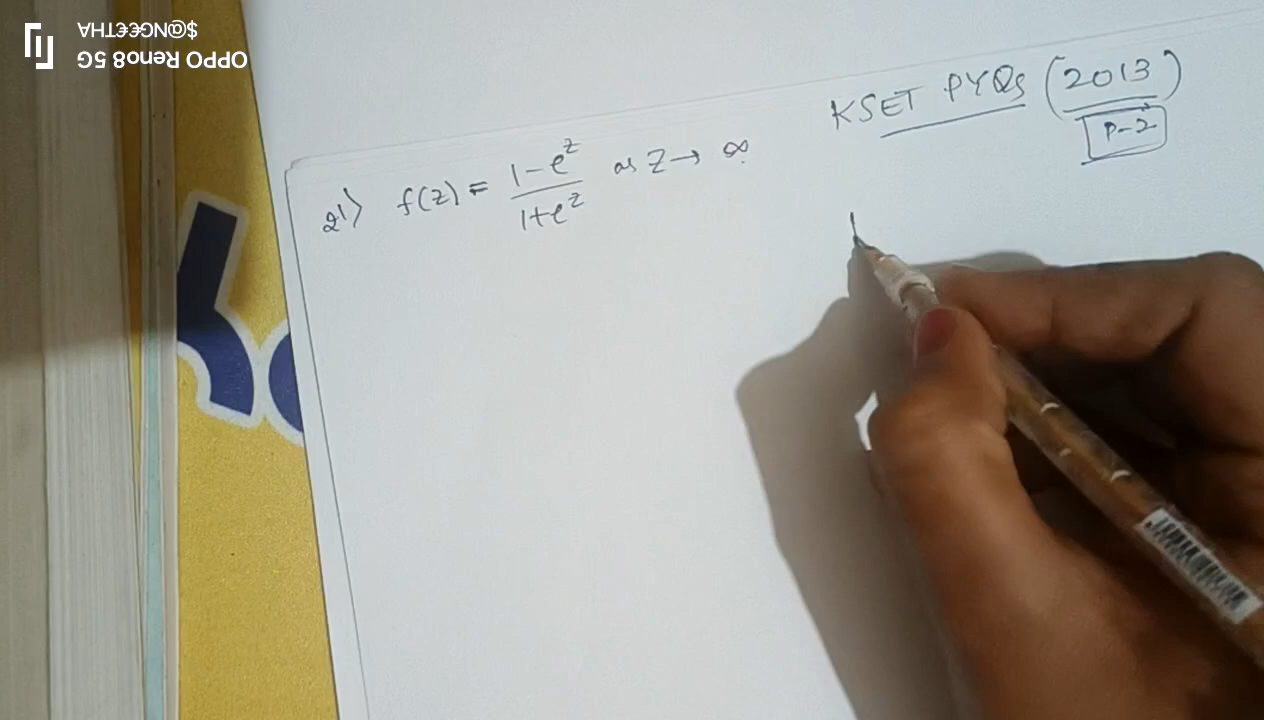 $@NGEETHA
OPPO Reno8 5G
KSET PYQs (2013)
P-2
21) f(z) = 1-e^z / 1+e^z as z → ∞